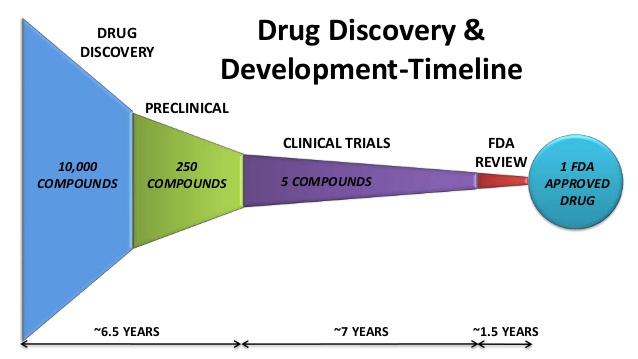 Drug Discovery &
Development-Timeline
DRUG
DISCOVERY
PRECLINICAL
CLINICAL TRIALS
FDA
REVIEW
10,000
COMPOUNDS
250
COMPOUNDS
5 COMPOUNDS
1 FDA
APPROVED
DRUG
~6.5 YEARS
~7 YEARS
~1.5 YEARS